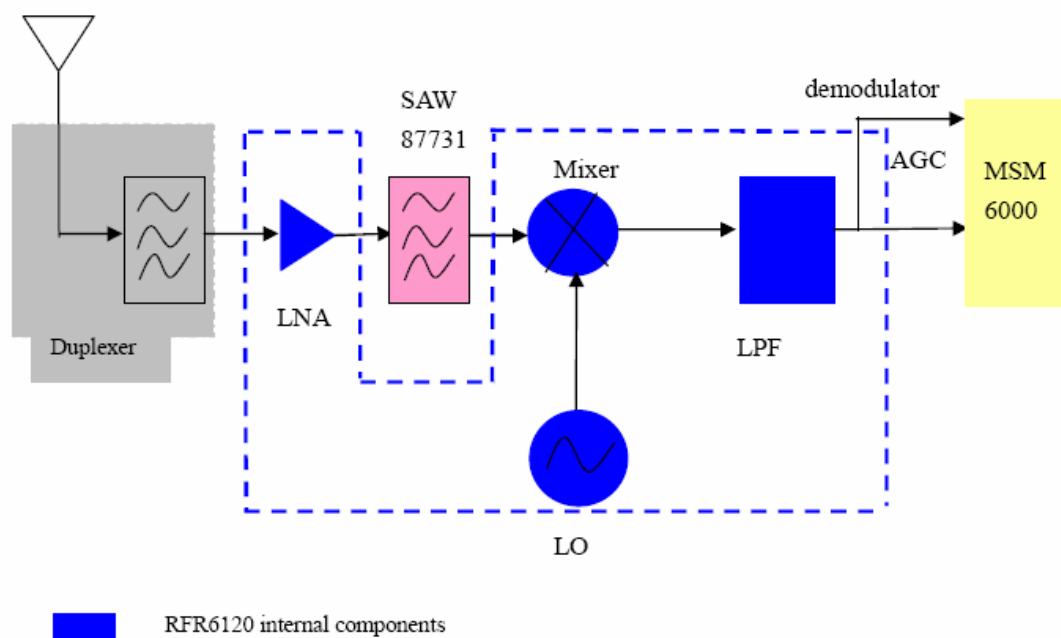 SAW
87731
demodulator
Mixer
AGC
MSM
6000
LNA
Duplexer
LPF
LO
RFR6120 internal components